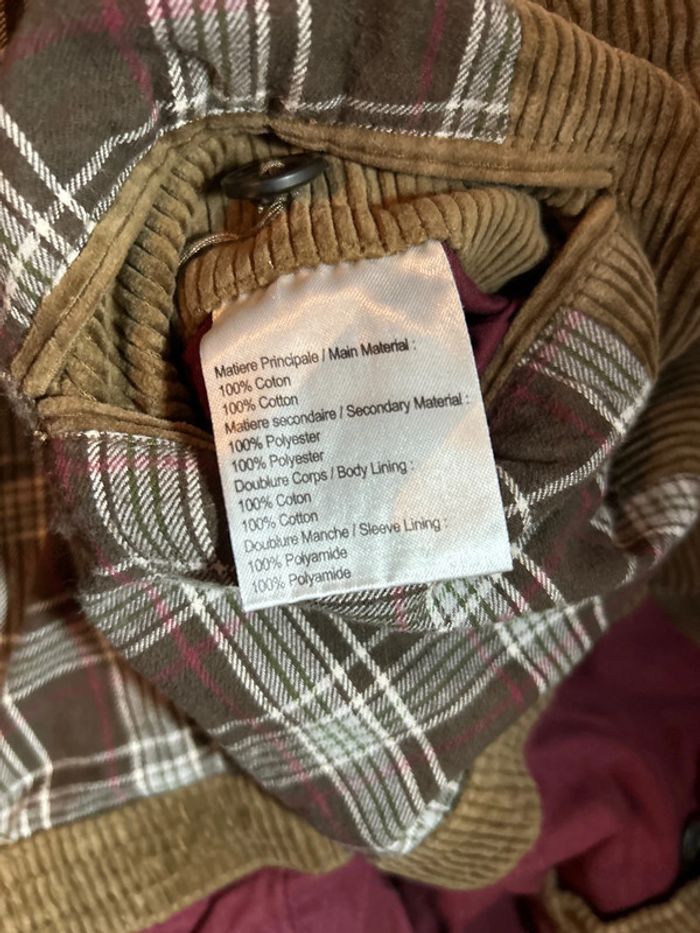 Matiere Principale / Main Material :
100% Coton
100% Cotton
Matiere secondaire / Secondary Material :
100% Polyester
100% Polyester
Doublure Corps / Body Lining :
100% Coton
100% Cotton
Doublure Manche / Sleeve Lining :
100% Polyamide
100% Polyamide